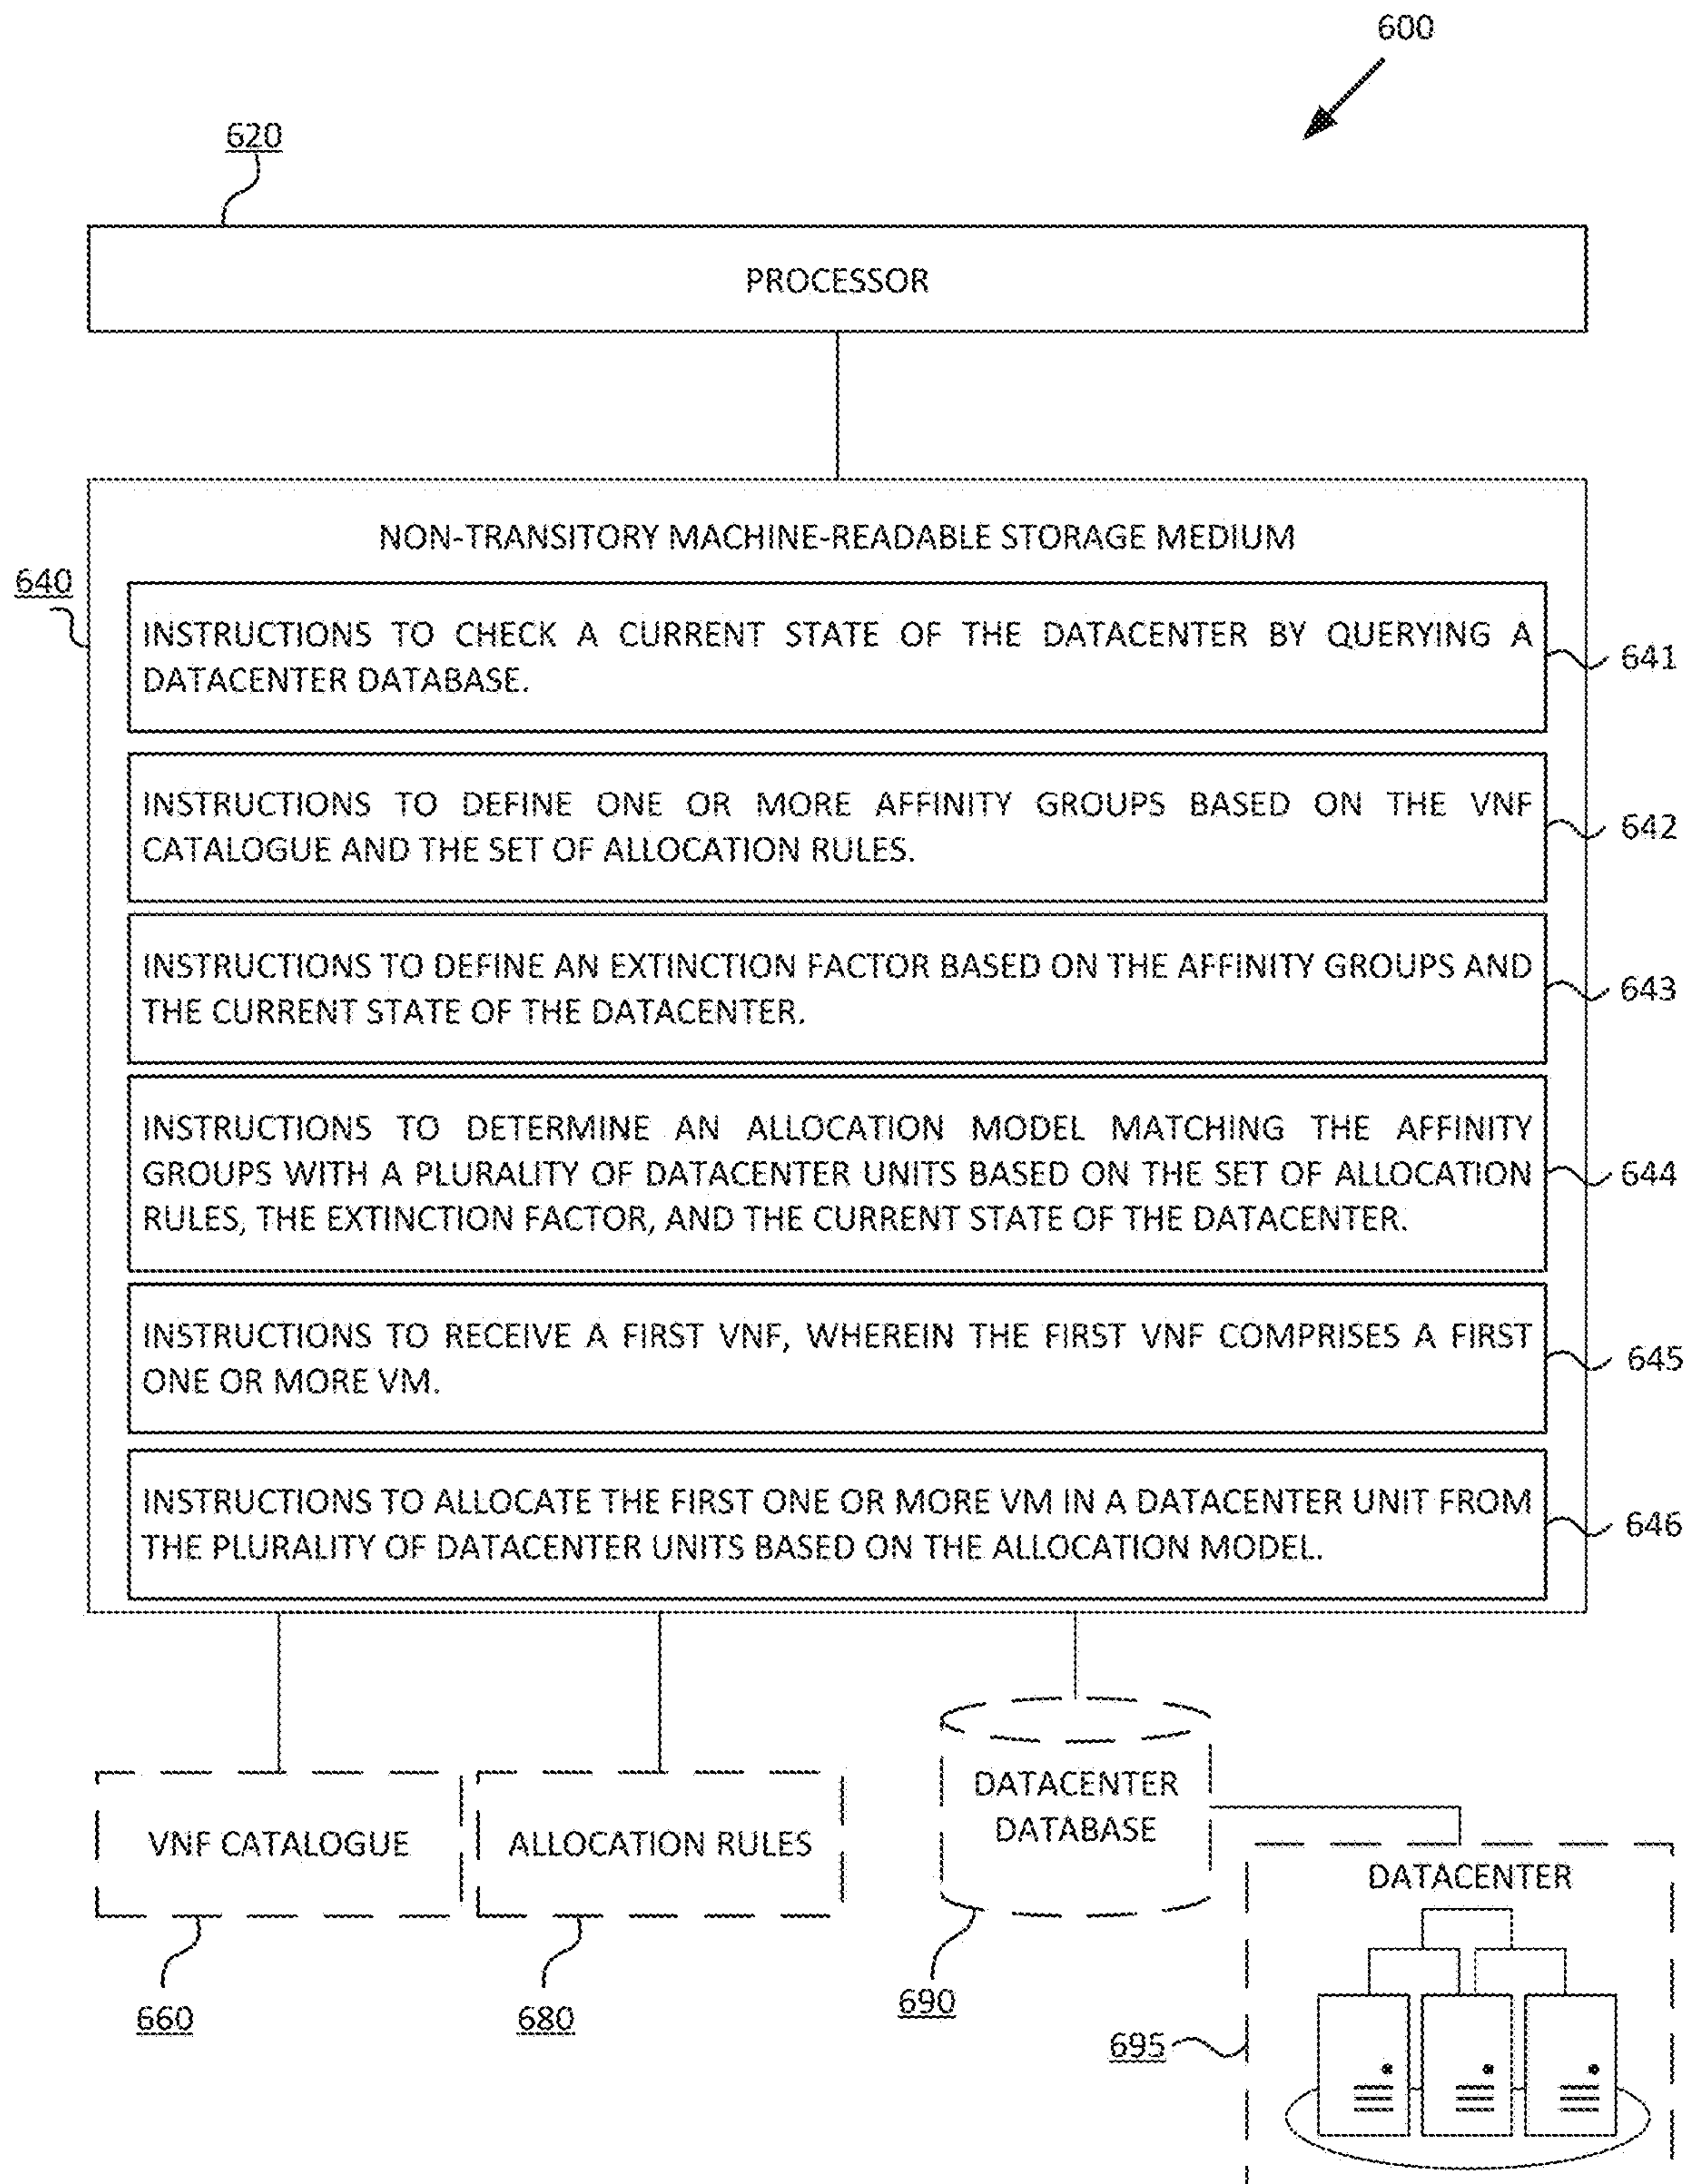 600
620
PROCESSOR
NON-TRANSITORY MACHINE-READABLE STORAGE MEDIUM
640
INSTRUCTIONS TO CHECK A CURRENT STATE OF THE DATACENTER BY QUERYING A
DATACENTER DATABASE.
641
INSTRUCTIONS TO DEFINE ONE OR MORE AFFINITY GROUPS BASED ON THE VNF
CATALOGUE AND THE SET OF ALLOCATION RULES.
642
INSTRUCTIONS TO DEFINE AN EXTINCTION FACTOR BASED ON THE AFFINITY GROUPS AND
THE CURRENT STATE OF THE DATACENTER.
643
INSTRUCTIONS TO DETERMINE AN ALLOCATION MODEL MATCHING THE AFFINITY
GROUPS WITH A PLURALITY OF DATACENTER UNITS BASED ON THE SET OF ALLOCATION
RULES, THE EXTINCTION FACTOR, AND THE CURRENT STATE OF THE DATACENTER.
644
INSTRUCTIONS TO RECEIVE A FIRST VNF, WHEREIN THE FIRST VNF COMPRISES A FIRST
ONE OR MORE VM.
645
INSTRUCTIONS TO ALLOCATE THE FIRST ONE OR MORE VM IN A DATACENTER UNIT FROM
THE PLURALITY OF DATACENTER UNITS BASED ON THE ALLOCATION MODEL.
646
VNF CATALOGUE
ALLOCATION RULES
DATACENTER
DATABASE
DATACENTER
660
680
690
695